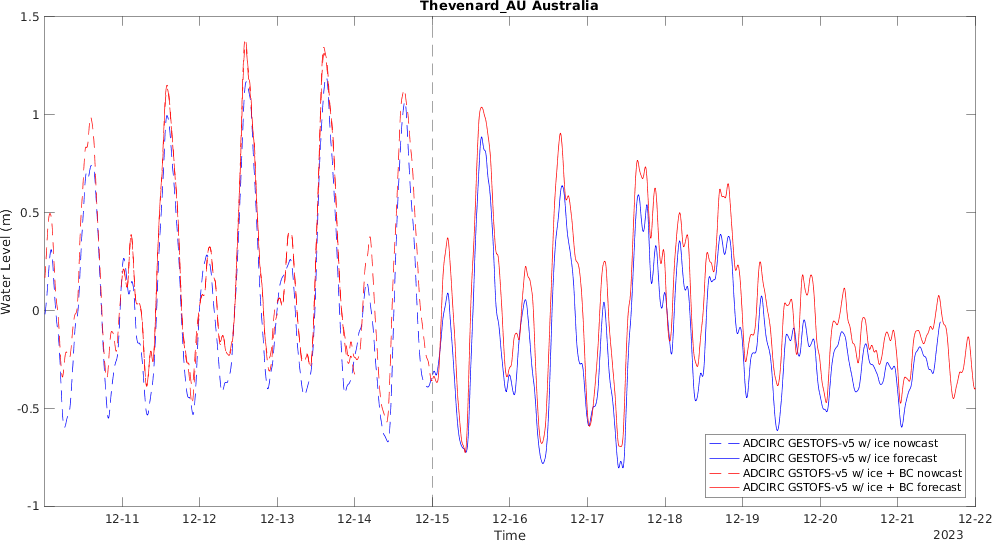 Thevenard_AU Australia
1.5
1
0.5
0
-0.5
-1
Water Level (m)
12-11
12-12
12-13
12-14
12-15
12-16
12-17
12-18
12-19
12-20
12-21
12-22
Time
2023
ADCIRC GESTOFS-v5 w/ ice nowcast
ADCIRC GESTOFS-v5 w/ ice forecast
ADCIRC GSTOFS-v5 w/ ice + BC nowcast
ADCIRC GSTOFS-v5 w/ ice + BC forecast